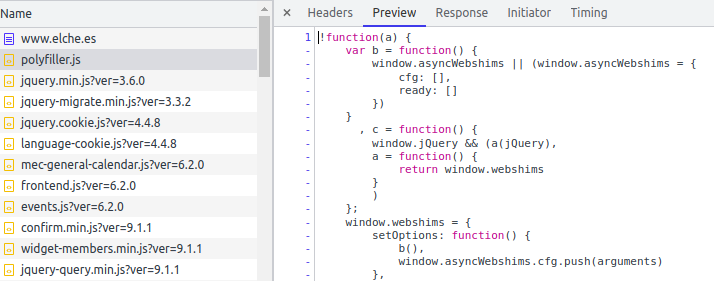 Name
www.elche.es
polyfiller.js
jquery.min.js?ver=3.6.0
jquery-migrate.min.js?ver=3.3.2
jquery.cookie.js?ver=4.4.8
language-cookie.js?ver=4.4.8
mec-general-calendar.js?ver=6.2.0
frontend.js?ver=6.2.0
events.js?ver=6.2.0
confirm.min.js?ver=9.1.1
widget-members.min.js?ver=9.1.1
jquery-query.min.js?ver=9.1.1
× Headers Preview Response Initiator Timing
1 !function(a) {
- var b = function() {
- window.asyncWebshims || (window.asyncWebshims = {
- cfg: [],
- ready: []
- })
- }
- , c = function() {
- window.jQuery && (a(jQuery),
- a = function() {
- return window.webshims
- }
- )
- };
- window.webshims = {
- setOptions: function() {
- b(),
- window.asyncWebshims.cfg.push(arguments)
- },